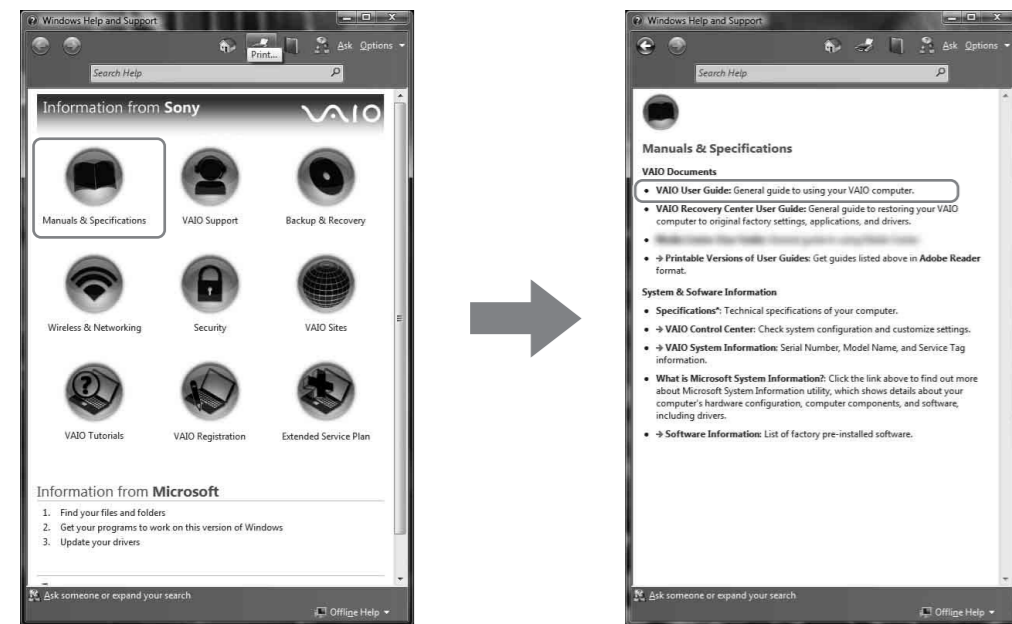 Windows Help and Support
Ask Options
Print...
Search Help
Information from Sony
VAIO
Manuals & Specifications
VAIO Support
Backup & Recovery
Wireless & Networking
Security
VAIO Sites
VAIO Tutorials
VAIO Registration
Extended Service Plan
Information from Microsoft
1. Find your files and folders
2. Get your programs to work on this version of Windows
3. Update your drivers
Ask someone or expand your search
Offline Help
Windows Help and Support
Ask Options
Search Help
Manuals & Specifications
VAIO Documents
• VAIO User Guide: General guide to using your VAIO computer.
• VAIO Recovery Center User Guide: General guide to restoring your VAIO
computer to original factory settings, applications, and drivers.
• → Printable Versions of User Guides: Get guides listed above in Adobe Reader
format.
System & Sofware Information
• Specifications*: Technical specifications of your computer.
• → VAIO Control Center: Check system configuration and customize settings.
• → VAIO System Information: Serial Number, Model Name, and Service Tag
information.
• What is Microsoft System Information?: Click the link above to find out more
about Microsoft System Information utility, which shows details about your
computer's hardware configuration, computer components, and software,
including drivers.
• → Software Information: List of factory pre-installed software.
Ask someone or expand your search
Offline Help